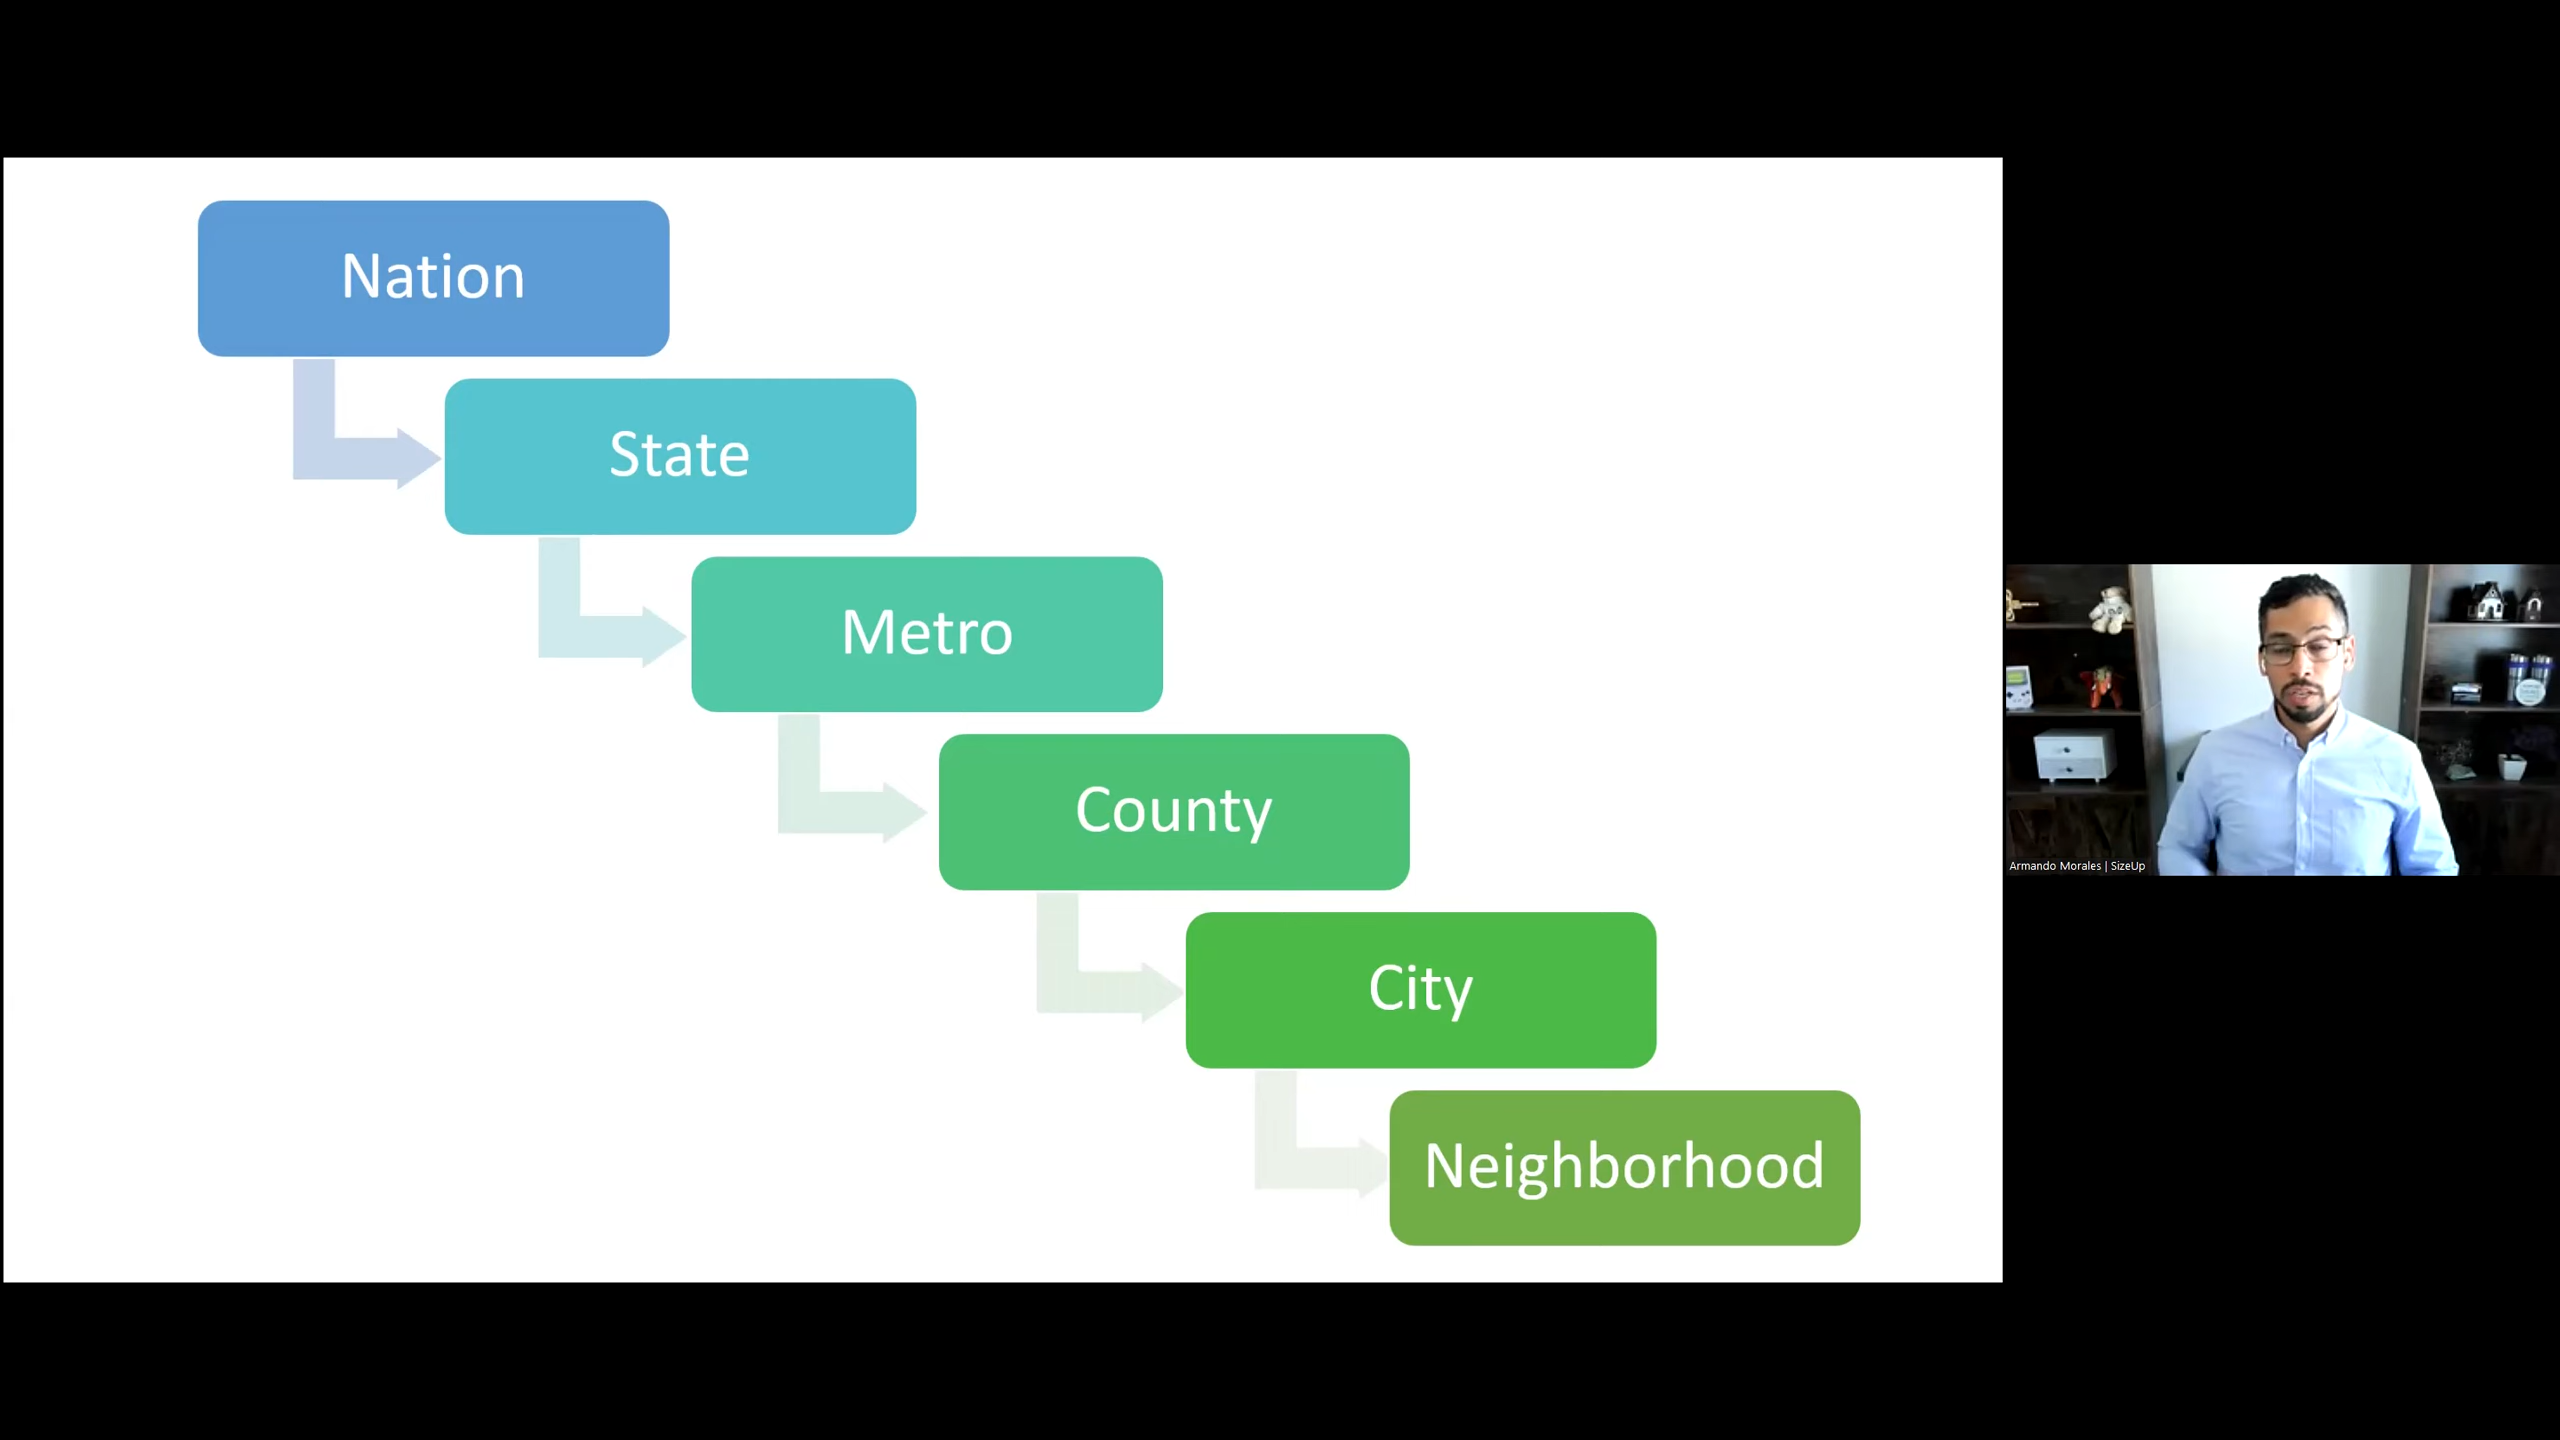 Nation
State
Metro
County
City
Neighborhood
Armando Morales | SizeUp